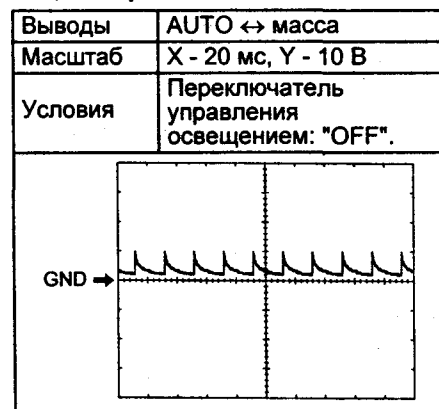 Выводы AUTO ↔ масса
Масштаб X - 20 мс, Y - 10 В
Условия Переключатель
управления
освещением: "OFF".
GND →